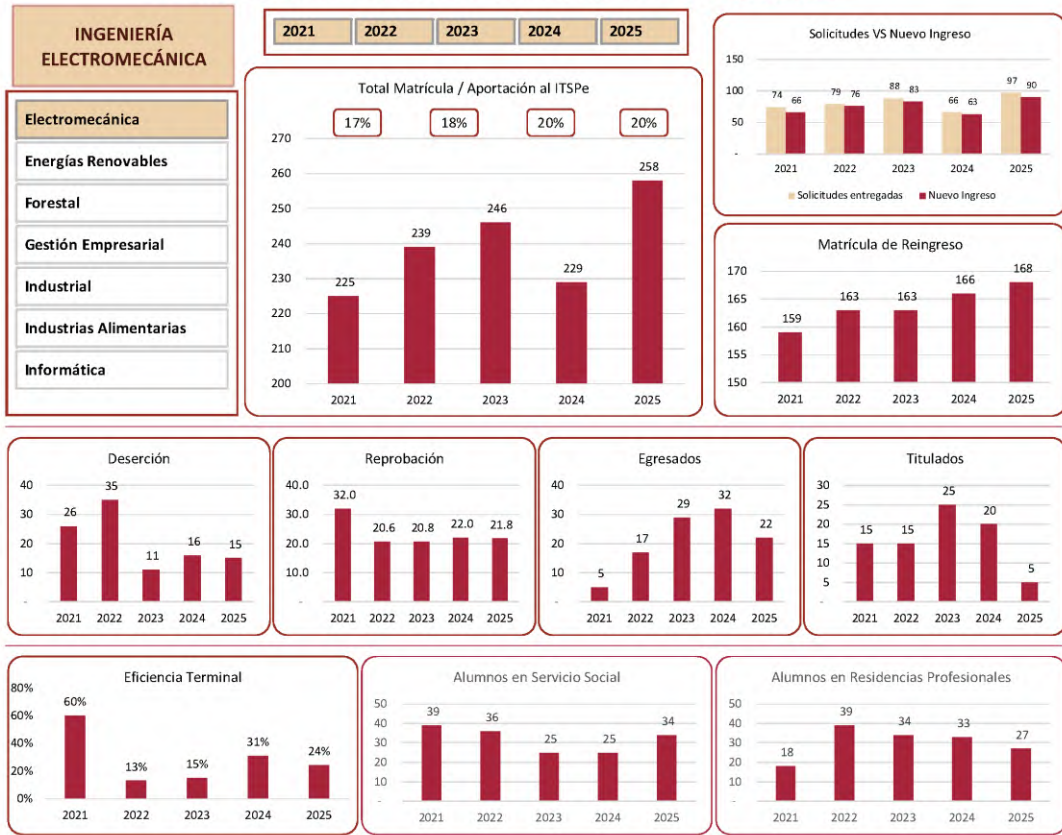 INGENIERÍA
ELECTROMECÁNICA
2021 2022 2023 2024 2025
Electromecánica
Energías Renovables
Forestal
Gestión Empresarial
Industrial
Industrias Alimentarias
Informática
Total Matrícula / Aportación al ITSPe
17% 18% 20% 20%
270
260
250
240
230
220
210
200
225 239 246 229 258
2021 2022 2023 2024 2025
Solicitudes VS Nuevo Ingreso
150
100
50
-
74 66 79 76 88 83 66 63 97 90
2021 2022 2023 2024 2025
Solicitudes entregadas Nuevo Ingreso
Matrícula de Reingreso
170
165
160
155
150
159 163 163 166 168
2021 2022 2023 2024 2025
Deserción
40
30
20
10
-
26 35 11 16 15
2021 2022 2023 2024 2025
Reprobación
40.0
30.0
20.0
10.0
-
32.0 20.6 20.8 22.0 21.8
2021 2022 2023 2024 2025
Egresados
40
30
20
10
-
5 17 29 32 22
2021 2022 2023 2024 2025
Titulados
30
25
20
15
10
5
-
15 15 25 20 5
2021 2022 2023 2024 2025
Eficiencia Terminal
80%
60%
40%
20%
0%
60% 13% 15% 31% 24%
2021 2022 2023 2024 2025
Alumnos en Servicio Social
50
40
30
20
10
-
39 36 25 25 34
2021 2022 2023 2024 2025
Alumnos en Residencias Profesionales
50
40
30
20
10
-
18 39 34 33 27
2021 2022 2023 2024 2025